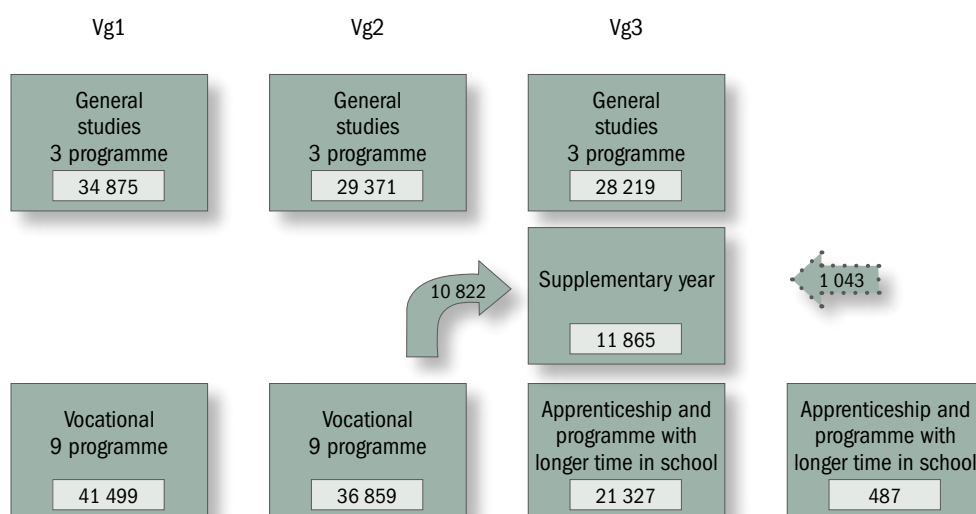 Vg1
Vg2
Vg3
General
studies
3 programme
34 875
General
studies
3 programme
29 371
General
studies
3 programme
28 219
10 822
Supplementary year
11 865
1 043
Vocational
9 programme
41 499
Vocational
9 programme
36 859
Apprenticeship and
programme with
longer time in school
21 327
Apprenticeship and
programme with
longer time in school
487